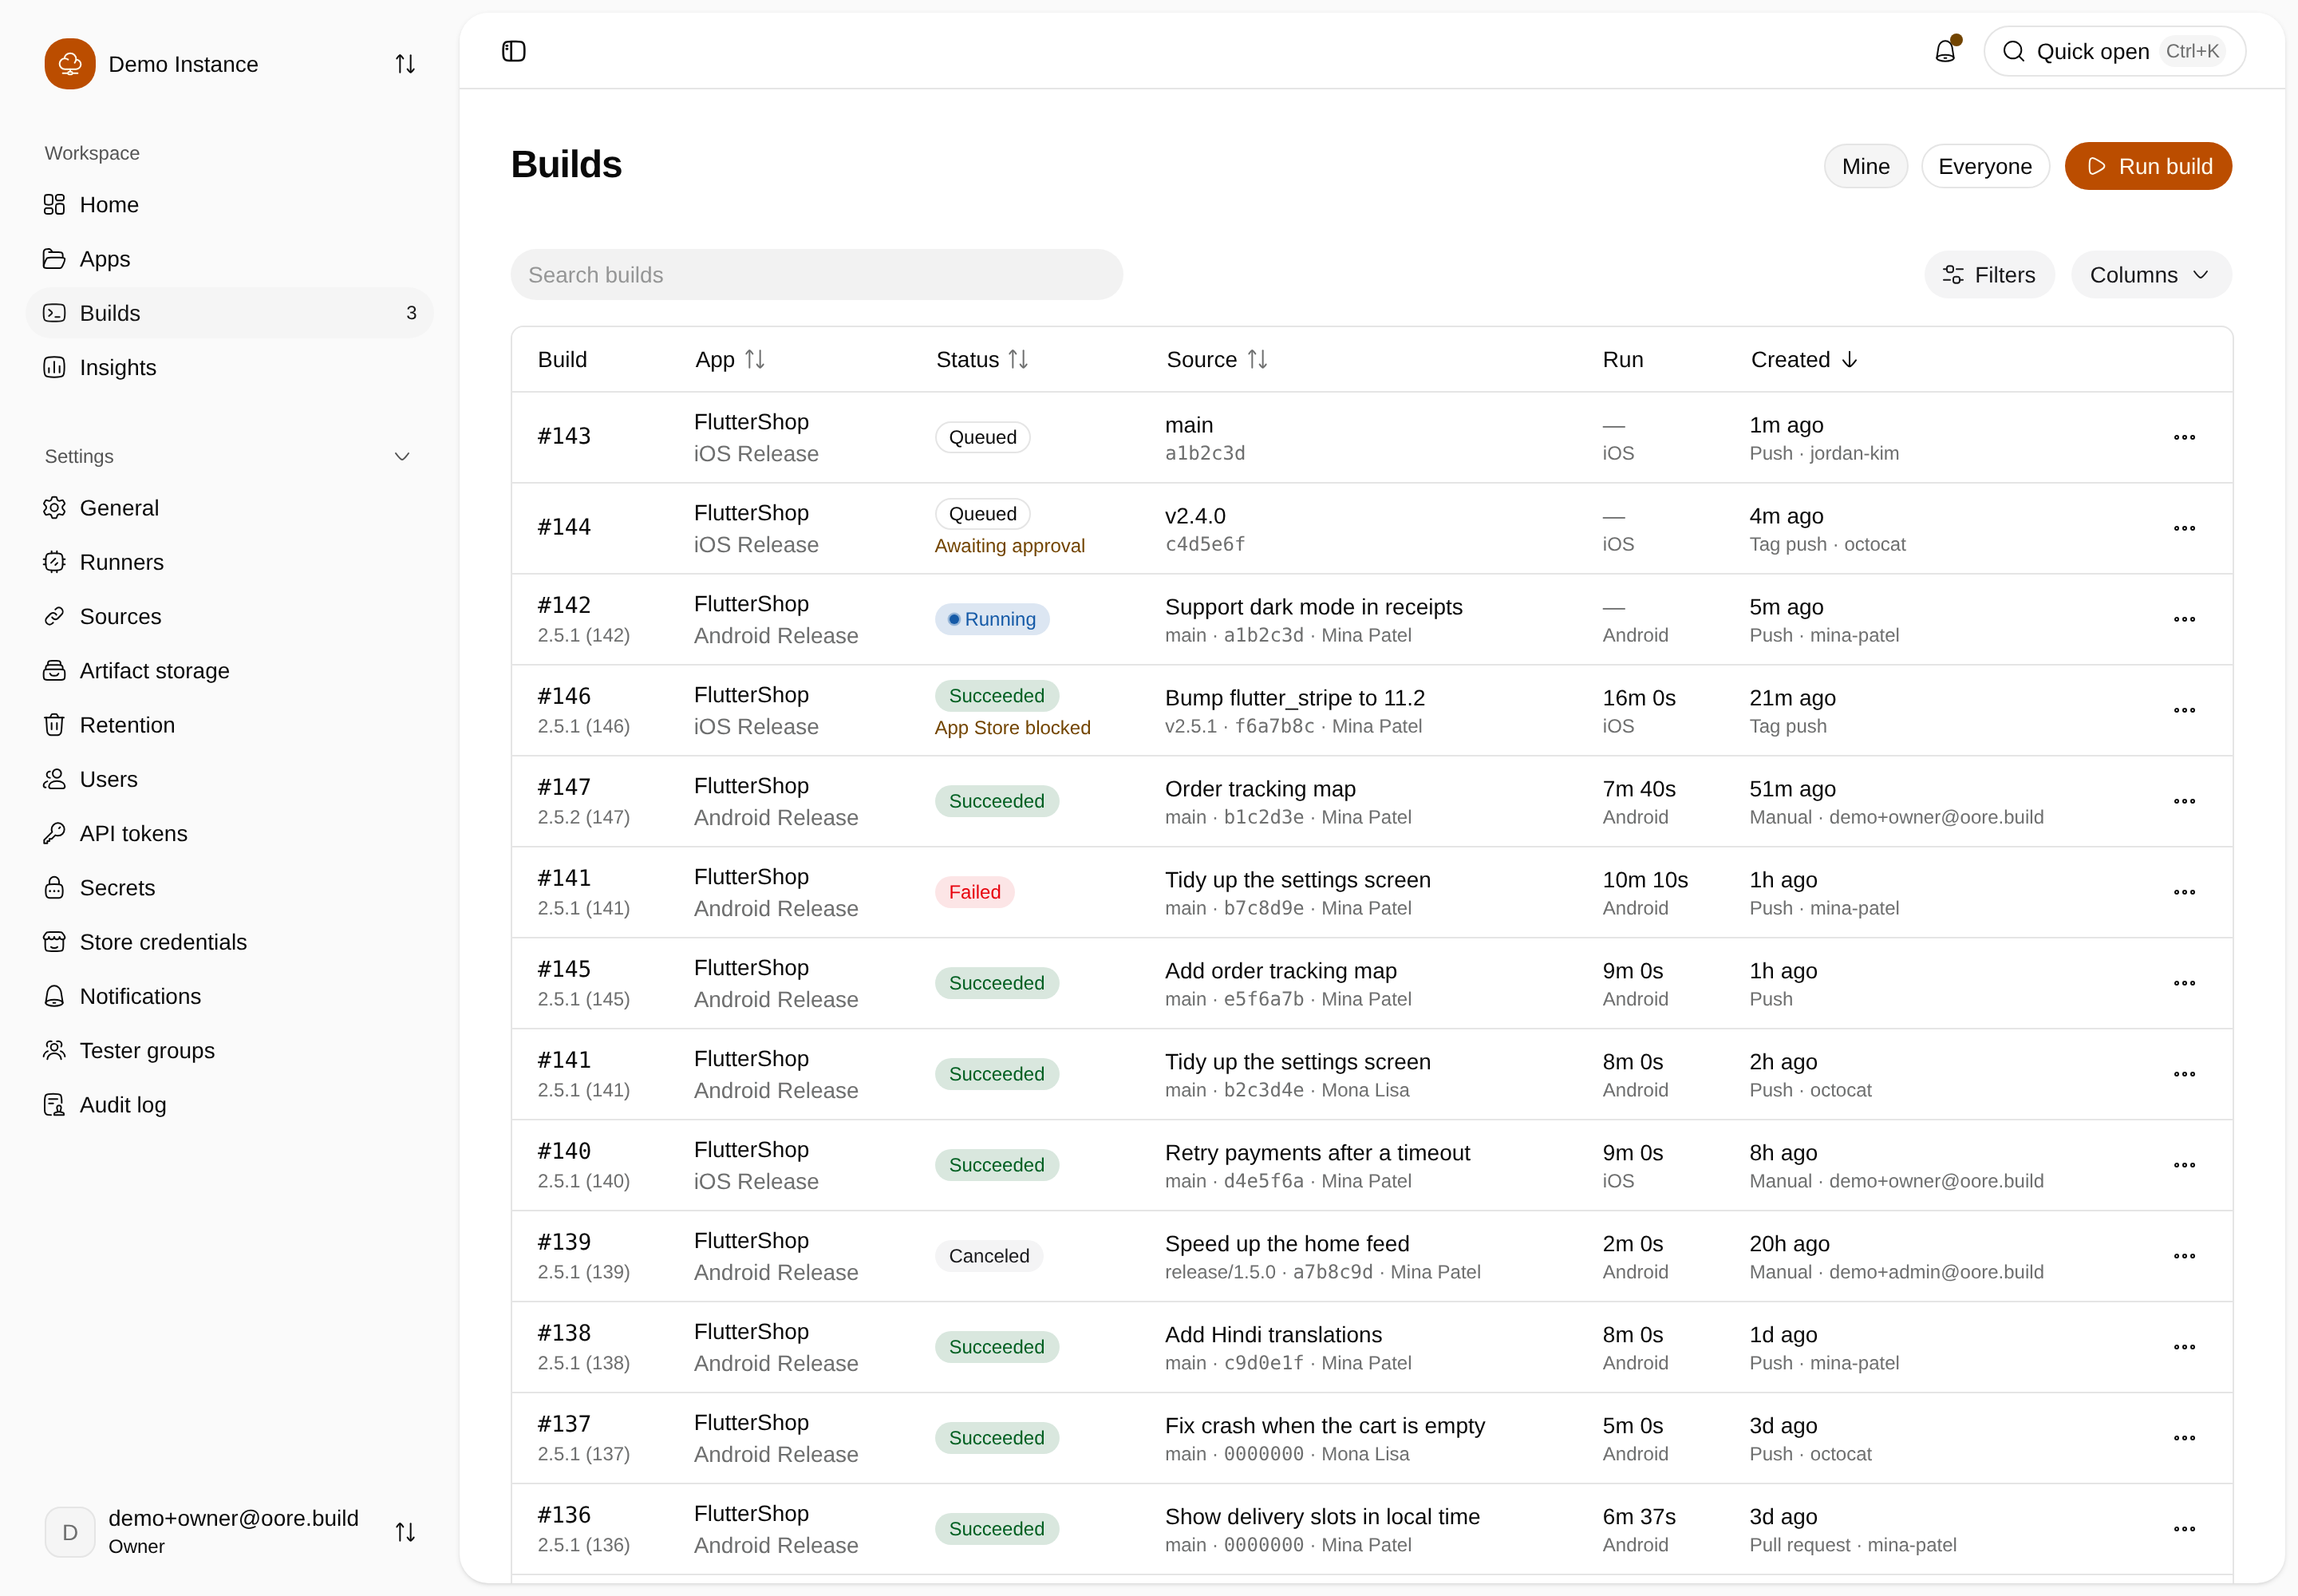 Demo Instance
Workspace
Home
Apps
Builds 3
Insights
Settings
General
Runners
Sources
Artifact storage
Retention
Users
API tokens
Secrets
Store credentials
Notifications
Tester groups
Audit log
D
demo+owner@oore.build
Owner
Quick open Ctrl+K
Builds
Mine Everyone Run build
Search builds
Filters Columns
Build App Status Source Run Created
#143 FlutterShop Queued main — 1m ago
iOS Release a1b2c3d iOS Push · jordan-kim
#144 FlutterShop Queued v2.4.0 — 4m ago
iOS Release Awaiting approval c4d5e6f iOS Tag push · octocat
#142 FlutterShop Running Support dark mode in receipts — 5m ago
2.5.1 (142) Android Release main · a1b2c3d · Mina Patel Android Push · mina-patel
#146 FlutterShop Succeeded Bump flutter_stripe to 11.2 16m 0s 21m ago
2.5.1 (146) iOS Release App Store blocked v2.5.1 · f6a7b8c · Mina Patel iOS Tag push
#147 FlutterShop Succeeded Order tracking map 7m 40s 51m ago
2.5.2 (147) Android Release main · b1c2d3e · Mina Patel Android Manual · demo+owner@oore.build
#141 FlutterShop Failed Tidy up the settings screen 10m 10s 1h ago
2.5.1 (141) Android Release main · b7c8d9e · Mina Patel Android Push · mina-patel
#145 FlutterShop Succeeded Add order tracking map 9m 0s 1h ago
2.5.1 (145) Android Release main · e5f6a7b · Mina Patel Android Push
#141 FlutterShop Succeeded Tidy up the settings screen 8m 0s 2h ago
2.5.1 (141) Android Release main · b2c3d4e · Mona Lisa Android Push · octocat
#140 FlutterShop Succeeded Retry payments after a timeout 9m 0s 8h ago
2.5.1 (140) iOS Release main · d4e5f6a · Mina Patel iOS Manual · demo+owner@oore.build
#139 FlutterShop Canceled Speed up the home feed 2m 0s 20h ago
2.5.1 (139) Android Release release/1.5.0 · a7b8c9d · Mina Patel Android Manual · demo+admin@oore.build
#138 FlutterShop Succeeded Add Hindi translations 8m 0s 1d ago
2.5.1 (138) Android Release main · c9d0e1f · Mina Patel Android Push · mina-patel
#137 FlutterShop Succeeded Fix crash when the cart is empty 5m 0s 3d ago
2.5.1 (137) Android Release main · 0000000 · Mona Lisa Android Push · octocat
#136 FlutterShop Succeeded Show delivery slots in local time 6m 37s 3d ago
2.5.1 (136) Android Release main · 0000000 · Mina Patel Android Pull request · mina-patel